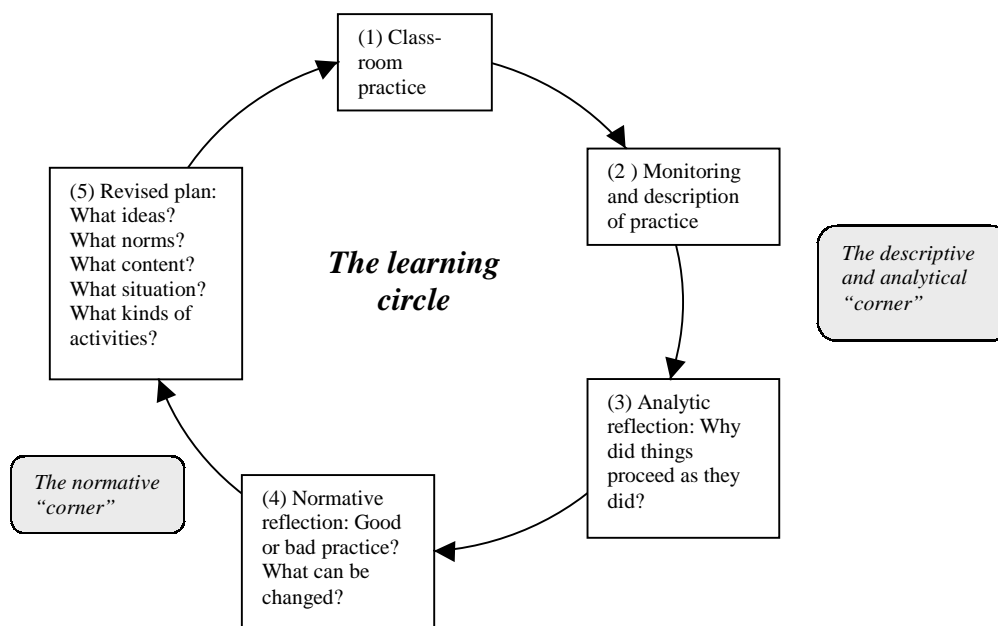 (1) Class-
room
practice
(2 ) Monitoring
and description
of practice
The descriptive
and analytical
“corner”
(3) Analytic
reflection: Why
did things
proceed as they
did?
(4) Normative
reflection: Good
or bad practice?
What can be
changed?
The normative
“corner”
(5) Revised plan:
What ideas?
What norms?
What content?
What situation?
What kinds of
activities?
The learning
circle